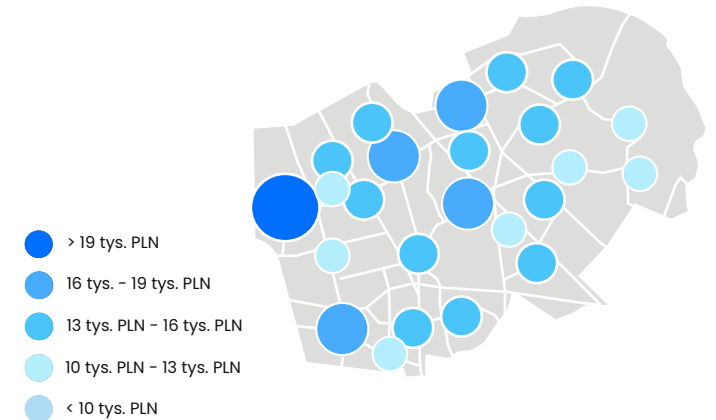 > 19 tys. PLN
16 tys. - 19 tys. PLN
13 tys. PLN - 16 tys. PLN
10 tys. PLN - 13 tys. PLN
< 10 tys. PLN